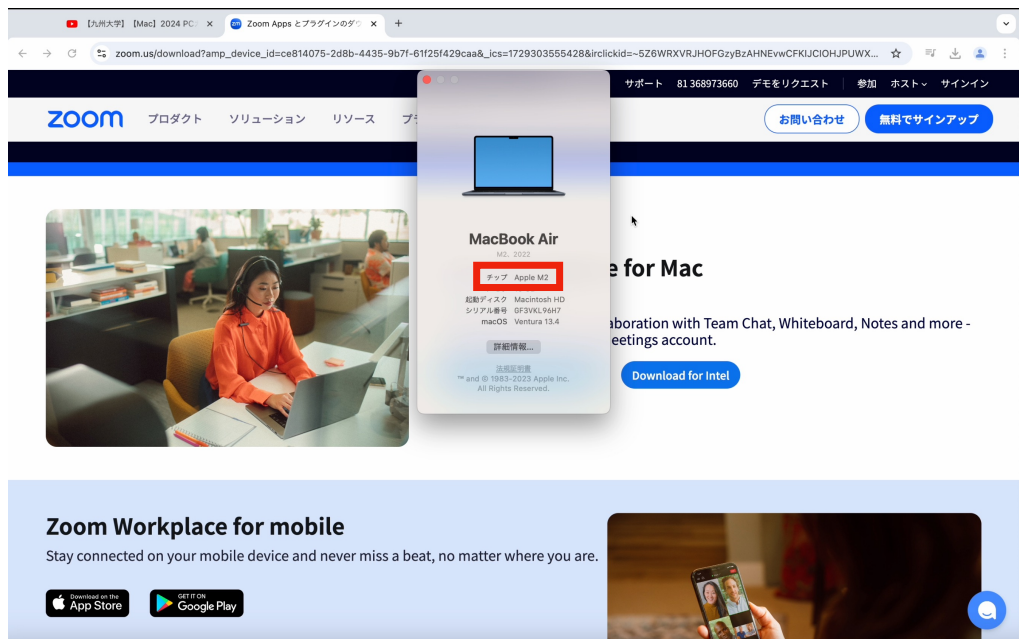 【九州大学】【Mac】2024 PC
Zoom Apps とプラグインのダウ
zoom.us/download?amp_device_id=ce814075-2d8b-4435-9b7f-61f25f429caa&_ics=1729303555428&irclickid=~5Z6WRXVRJHOFGzyBzAHNEvwCFKIJCIOHJPUWX...
サポート 81 368973660 デモをリクエスト 参加 ホスト サインイン
zoom プロダクト ソリューション リソース プラ
お問い合わせ 無料でサインアップ
MacBook Air
M2, 2022
チップ Apple M2
起動ディスク Macintosh HD
シリアル番号 GF3VKL96H7
macOS Ventura 13.4
詳細情報...
法規証明書
™ and © 1983-2023 Apple Inc.
All Rights Reserved.
e for Mac
aboration with Team Chat, Whiteboard, Notes and more -
eetings account.
Download for Intel
Zoom Workplace for mobile
Stay connected on your mobile device and never miss a beat, no matter where you are.
Download on the
App Store
GET IT ON
Google Play